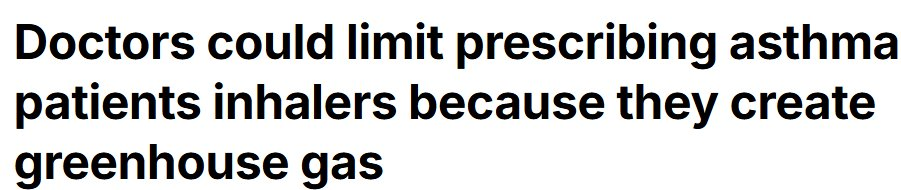 Doctors could limit prescribing asthma
patients inhalers because they create
greenhouse gas